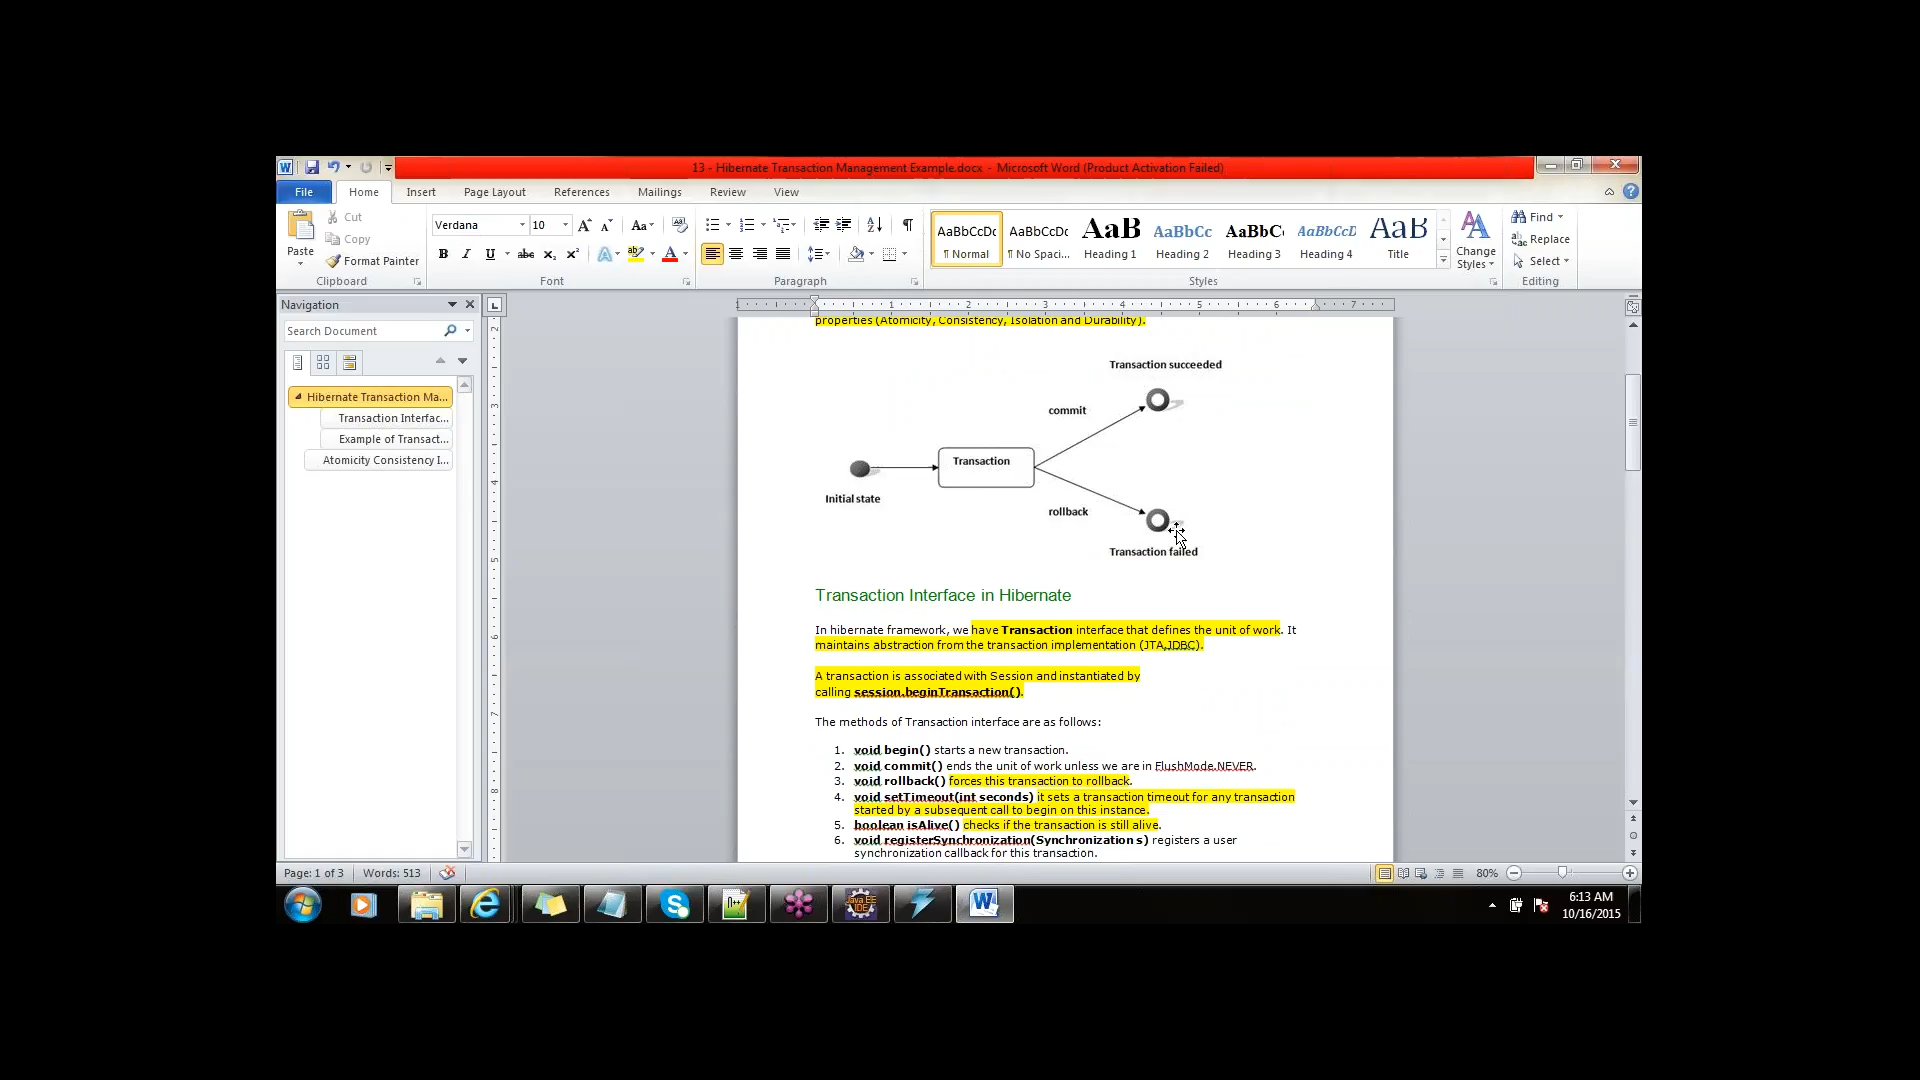 13 - Hibernate Transaction Management Example.docx - Microsoft Word (Product Activation Failed)
File Home Insert Page Layout References Mailings Review View
Paste
Cut
Copy
Format Painter
Clipboard
Verdana 10
Font
Paragraph
AaBbCcDc AaBbCcDc AaB AaBbCc AaBbC AaBbCcD AaB
¶ Normal ¶ No Spaci... Heading 1 Heading 2 Heading 3 Heading 4 Title
Change Styles
Styles
Find
Replace
Select
Editing
Navigation
Search Document
Hibernate Transaction Ma...
Transaction Interfac...
Example of Transact...
Atomicity Consistency I...
properties (Atomicity, Consistency, Isolation and Durability).
Transaction succeeded
commit
Transaction
Initial state
rollback
Transaction failed
Transaction Interface in Hibernate
In hibernate framework, we have Transaction interface that defines the unit of work. It
maintains abstraction from the transaction implementation (JTA,JDBC).
A transaction is associated with Session and instantiated by
calling session.beginTransaction().
The methods of Transaction interface are as follows:
1. void begin() starts a new transaction.
2. void commit() ends the unit of work unless we are in FlushMode.NEVER.
3. void rollback() forces this transaction to rollback.
4. void setTimeout(int seconds) it sets a transaction timeout for any transaction
started by a subsequent call to begin on this instance.
5. boolean isAlive() checks if the transaction is still alive.
6. void registerSynchronization(Synchronization s) registers a user
synchronization callback for this transaction.
Page: 1 of 3 Words: 513 80%
6:13 AM
10/16/2015